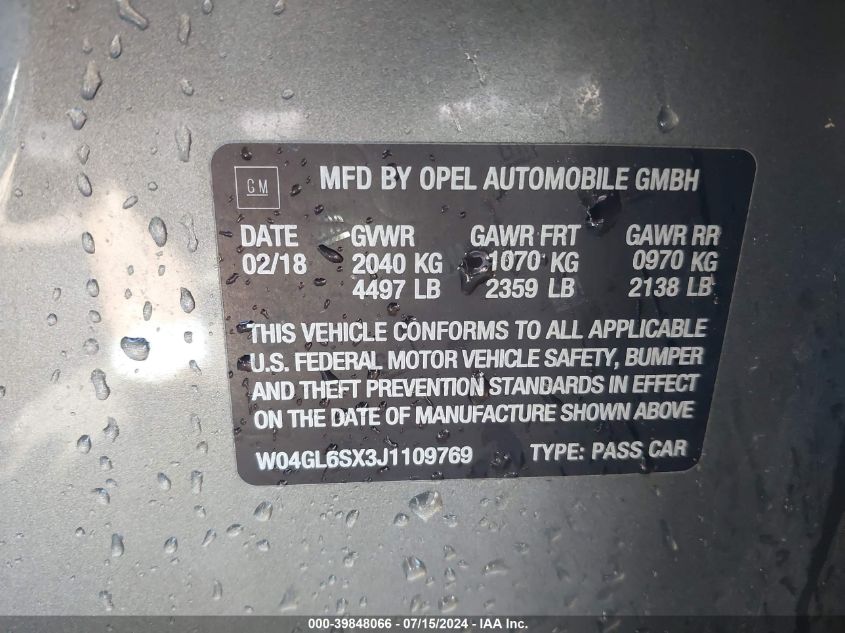 GM
MFD BY OPEL AUTOMOBILE GMBH
DATE GVWR GAWR FRT GAWR RR
02/18 2040 KG 1070 KG 0970 KG
4497 LB 2359 LB 2138 LB
THIS VEHICLE CONFORMS TO ALL APPLICABLE
U.S. FEDERAL MOTOR VEHICLE SAFETY, BUMPER
AND THEFT PREVENTION STANDARDS IN EFFECT
ON THE DATE OF MANUFACTURE SHOWN ABOVE
W04GL6SX3J1109769 TYPE: PASS CAR
000-39848066 - 07/15/2024 - IAA Inc.